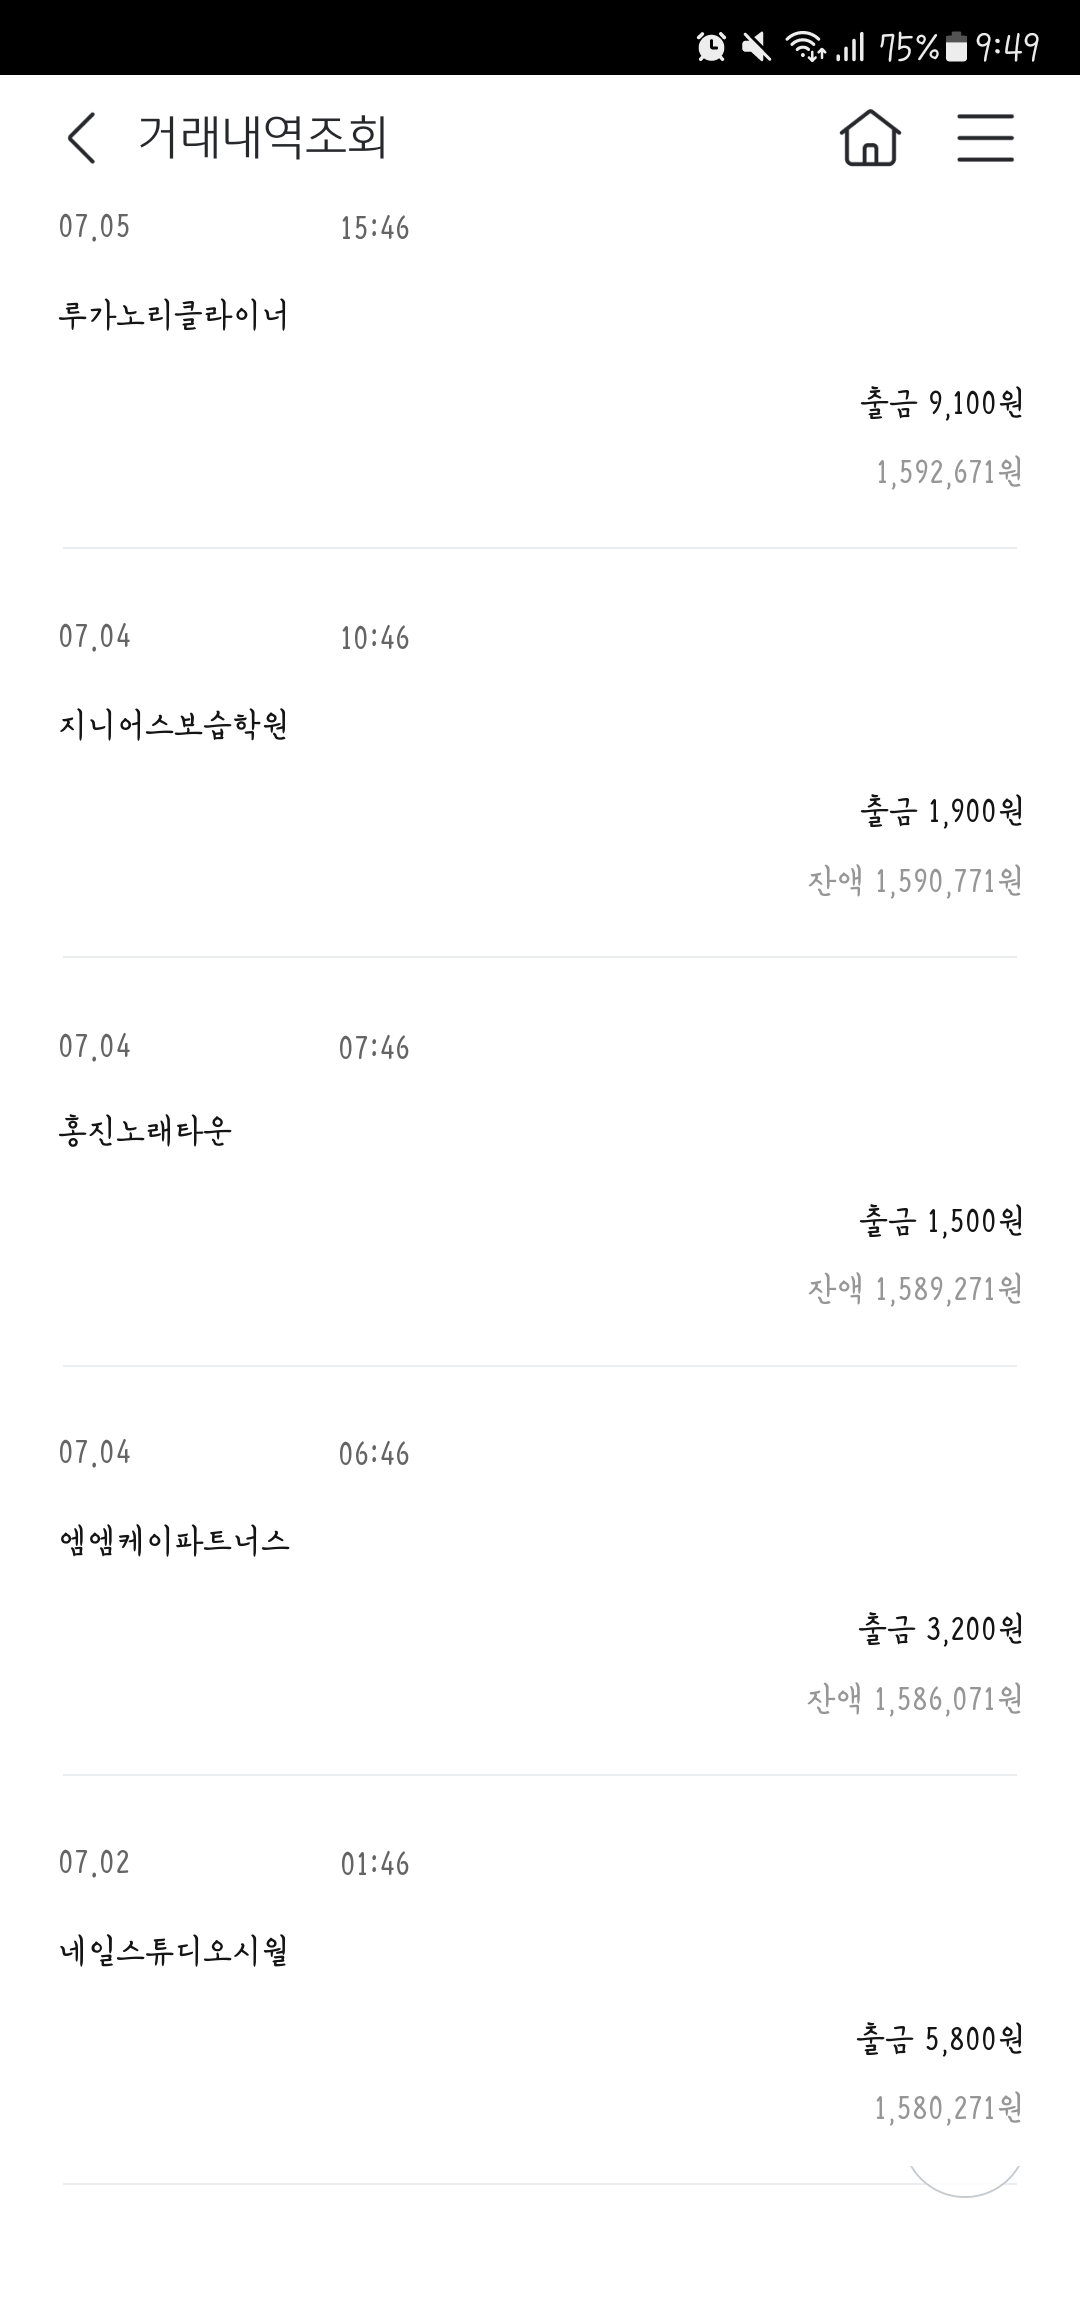 75% 9:49
거래내역조회
07.05 15:46
루가노리클라이너
출금 9,100원
1,592,671원
07.04 10:46
지니어스보습학원
출금 1,900원
잔액 1,590,771원
07.04 07:46
홍진노래타운
출금 1,500원
잔액 1,589,271원
07.04 06:46
엠엠케이파트너스
출금 3,200원
잔액 1,586,071원
07.02 01:46
네일스튜디오시월
출금 5,800원
1,580,271원